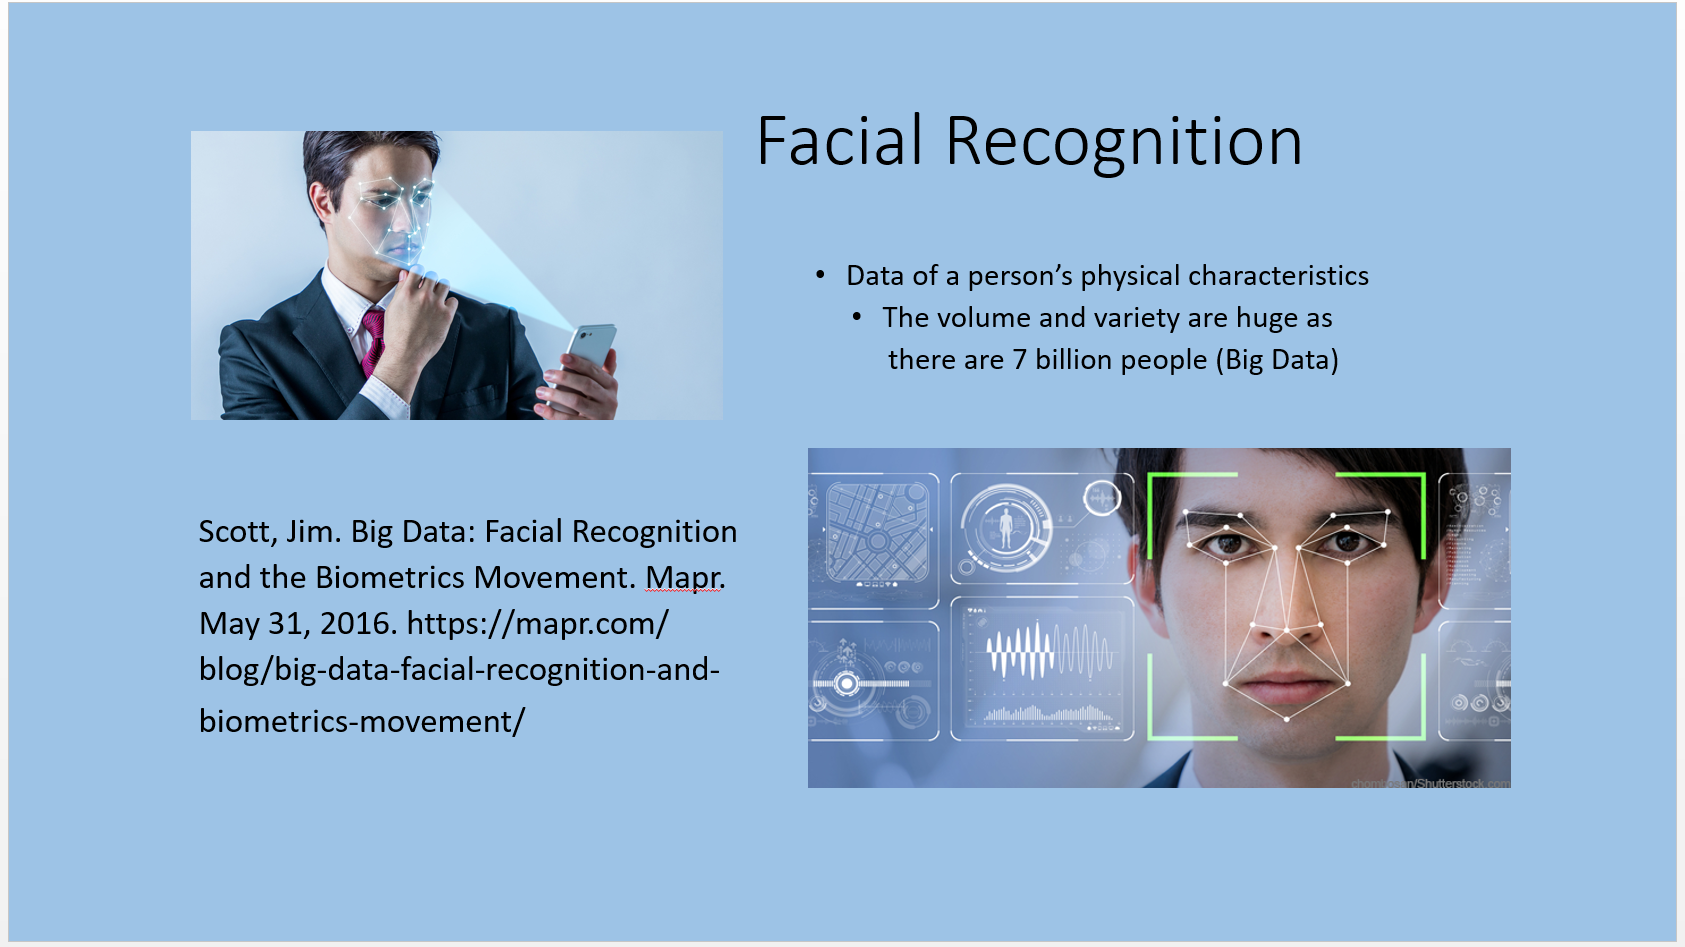 Facial Recognition
• Data of a person’s physical characteristics
• The volume and variety are huge as
there are 7 billion people (Big Data)
Scott, Jim. Big Data: Facial Recognition
and the Biometrics Movement. Mapr.
May 31, 2016. https://mapr.com/
blog/big-data-facial-recognition-and-
biometrics-movement/
/Shutterstock.com